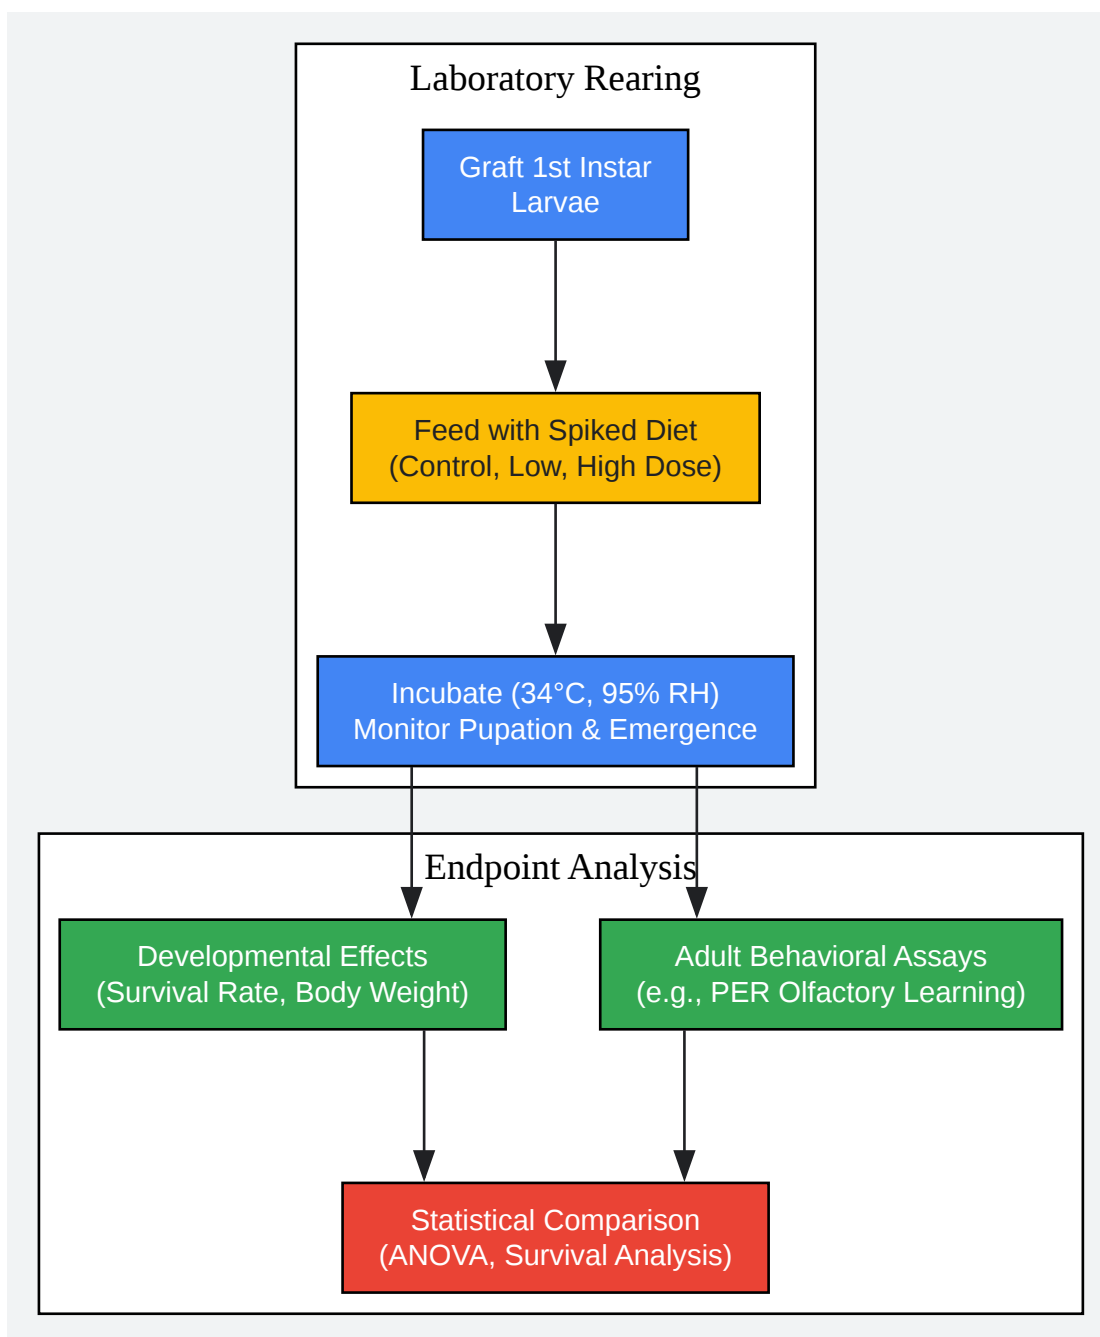 Laboratory Rearing
Graft 1st Instar
Larvae
Feed with Spiked Diet
(Control, Low, High Dose)
Incubate (34°C, 95% RH)
Monitor Pupation & Emergence
Endpoint Analysis
Developmental Effects
(Survival Rate, Body Weight)
Adult Behavioral Assays
(e.g., PER Olfactory Learning)
Statistical Comparison
(ANOVA, Survival Analysis)